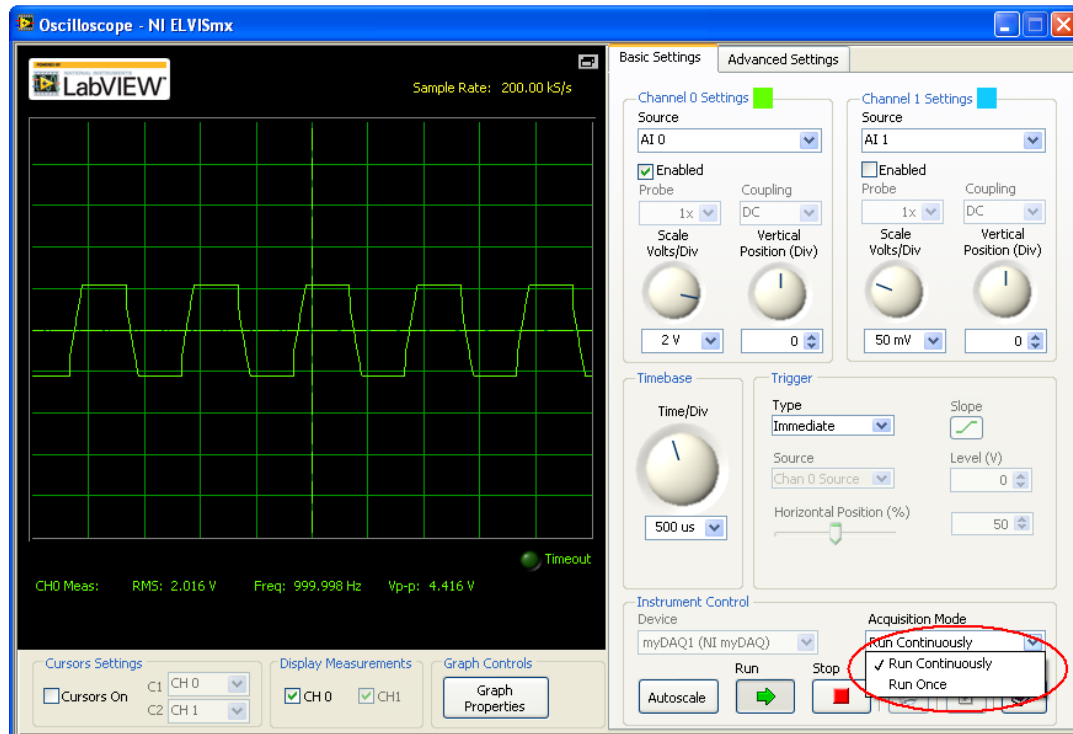 Oscilloscope - NI ELVISmx
POWERED BY
NATIONAL INSTRUMENTS
LabVIEW
Sample Rate: 200.00 kS/s
CH0 Meas: RMS: 2.016 V Freq: 999.998 Hz Vp-p: 4.416 V
Timeout
Cursors Settings
Cursors On
C1 CH 0
C2 CH 1
Display Measurements
CH 0 CH1
Graph Controls
Graph
Properties
Basic Settings Advanced Settings
Channel 0 Settings
Source
AI 0
Enabled
Probe Coupling
1x DC
Scale Vertical
Volts/Div Position (Div)
2 V 0
Channel 1 Settings
Source
AI 1
Enabled
Probe Coupling
1x DC
Scale Vertical
Volts/Div Position (Div)
50 mV 0
Timebase
Time/Div
500 us
Trigger
Type Slope
Immediate
Source Level (V)
Chan 0 Source 0
Horizontal Position (%)
50
Instrument Control
Device Acquisition Mode
myDAQ1 (NI myDAQ) Run Continuously
✓ Run Continuously
Run Once
Run Stop
Autoscale